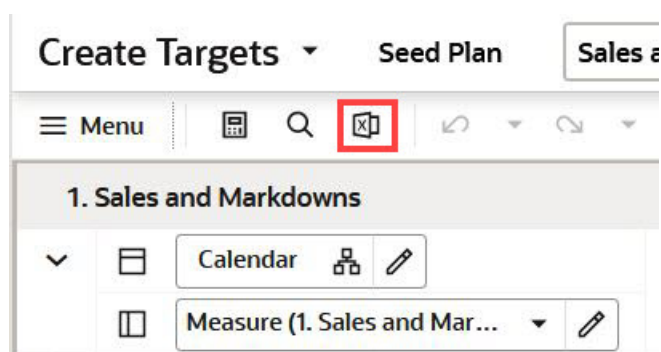 Create Targets Seed Plan Sales a
Menu
1. Sales and Markdowns
Calendar
Measure (1. Sales and Mar...